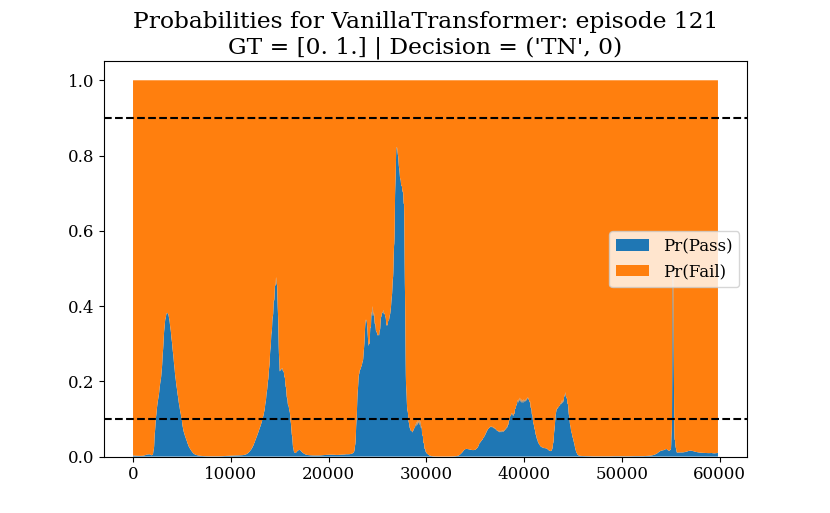 Probabilities for VanillaTransformer: episode 121
GT = [0. 1.] | Decision = ('TN', 0)
1.0
0.8
0.6
0.4
0.2
0.0
Pr(Pass)
Pr(Fail)
0 10000 20000 30000 40000 50000 60000